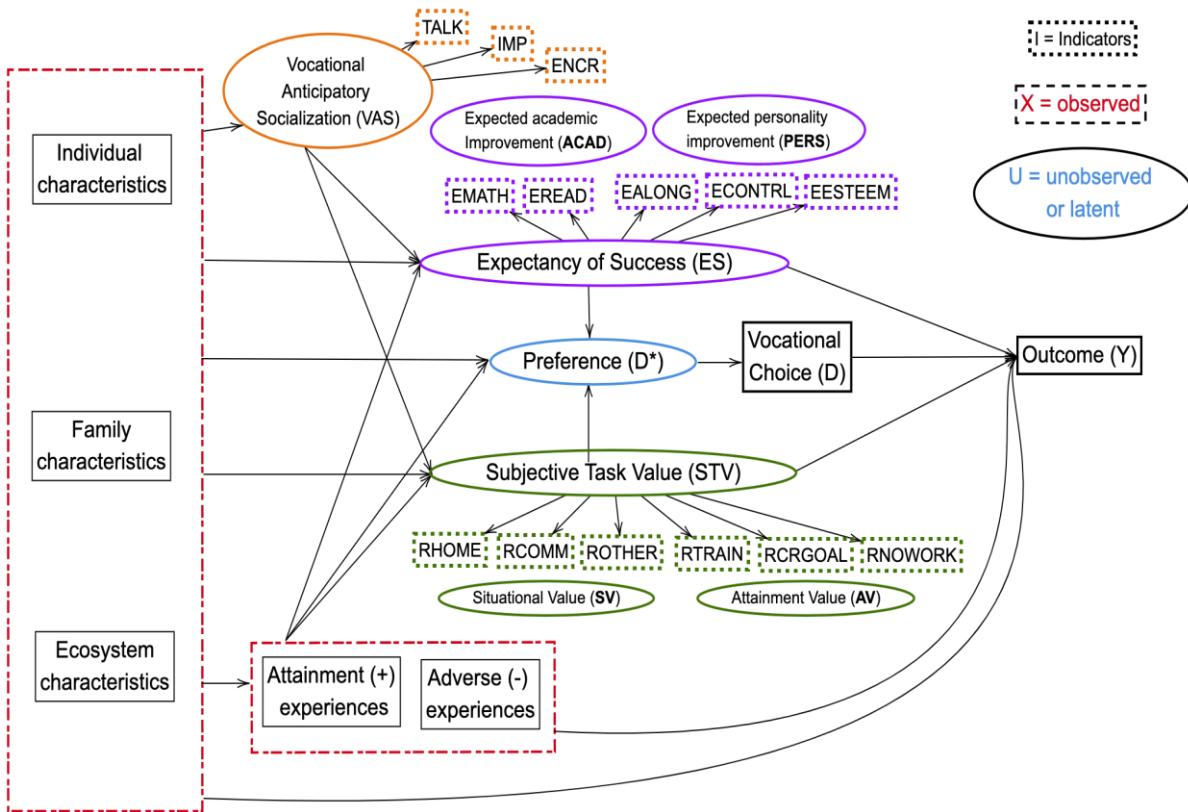 TALK
IMP
ENCR
Vocational
Anticipatory
Socialization (VAS)
I = Indicators
X = observed
U = unobserved
or latent
Individual
characteristics
Expected academic
Improvement (ACAD)
Expected personality
improvement (PERS)
EMATH
EREAD
EALONG
ECONTRL
EESTEEM
Expectancy of Success (ES)
Preference (D*)
Vocational
Choice (D)
Outcome (Y)
Family
characteristics
Subjective Task Value (STV)
RHOME
RCOMM
ROTHER
RTRAIN
RCRGOAL
RNOWORK
Situational Value (SV)
Attainment Value (AV)
Ecosystem
characteristics
Attainment (+)
experiences
Adverse (-)
experiences